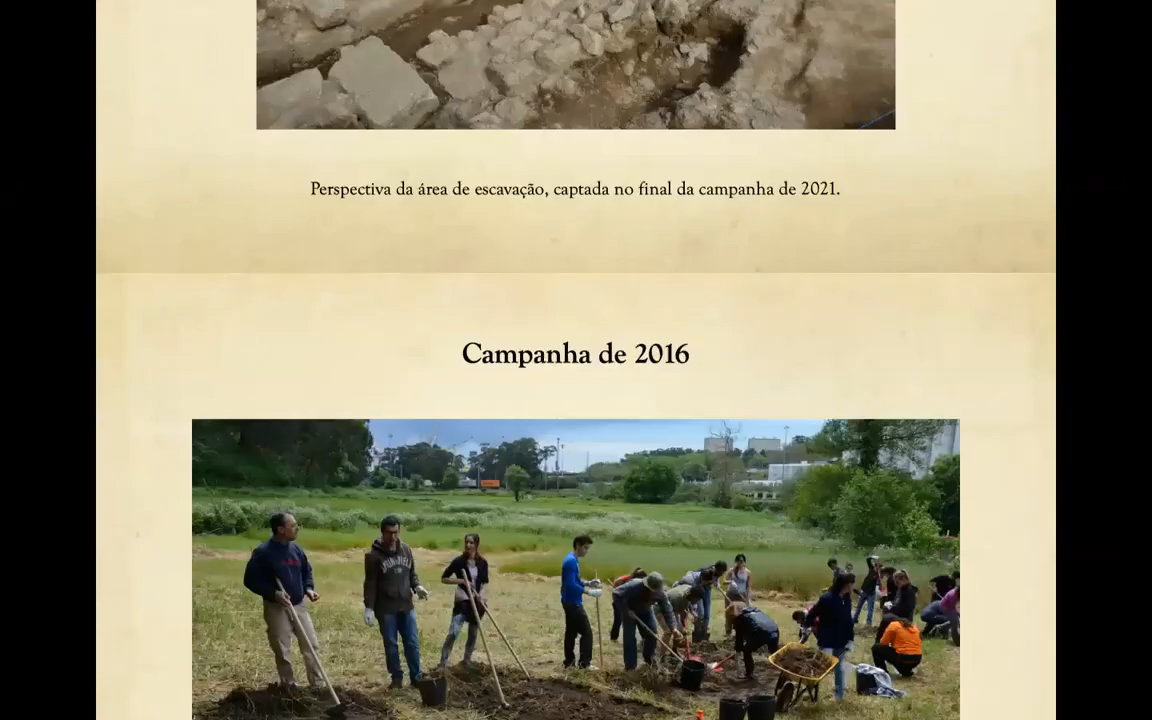 Perspectiva da área de escavação, captada no final da campanha de 2021.
Campanha de 2016